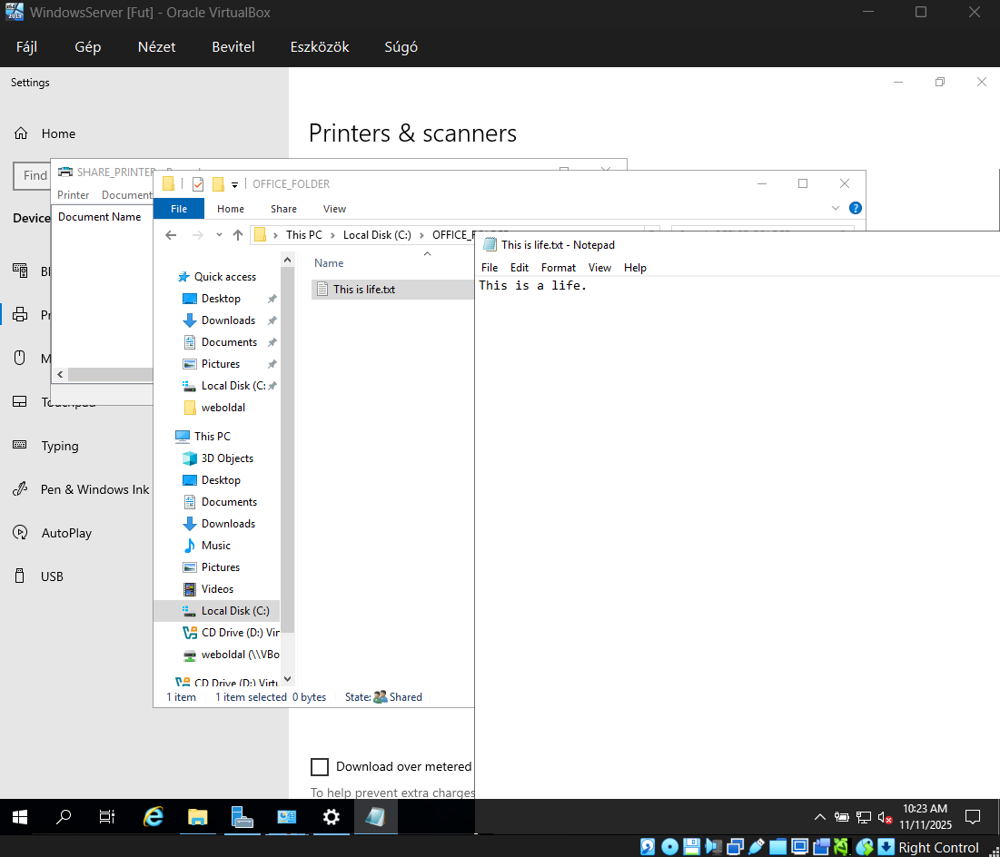 WindowsServer [Fut] - Oracle VirtualBox
Fájl Gép Nézet Bevitel Eszközök Súgó
Settings
Home
Find
Printers & scanners
SHARE_PRINTER
Printer Document
Document Name
OFFICE_FOLDER
File Home Share View
This PC > Local Disk (C:) >
Name
This is life.txt
Quick access
Desktop
Downloads
Documents
Pictures
Local Disk (C:
weboldal
This PC
3D Objects
Desktop
Documents
Downloads
Music
Pictures
Videos
Local Disk (C:)
CD Drive (D:) Vir
weboldal (\\VBo
CD Drive (D:) Virtu
1 item 1 item selected 0 bytes State: Shared
This is life.txt - Notepad
File Edit Format View Help
This is a life.
Device
Bl
Pr
M
Touchpad
Typing
Pen & Windows Ink
AutoPlay
USB
Download over metered
To help prevent extra charges
10:23 AM
11/11/2025
Right Control